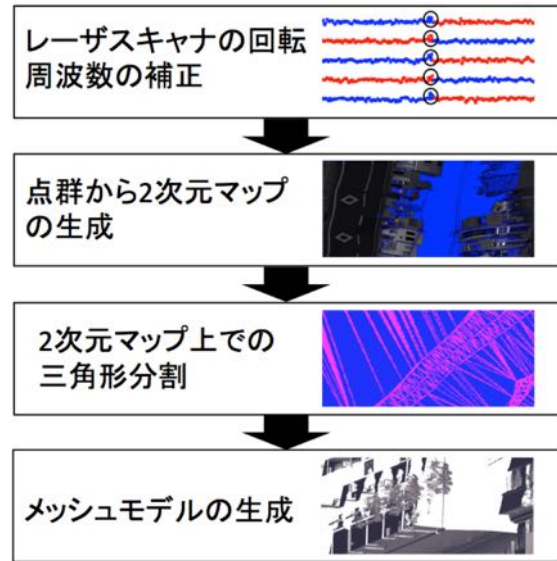 レーザスキャナの回転
周波数の補正
点群から2次元マップ
の生成
2次元マップ上での
三角形分割
メッシュモデルの生成